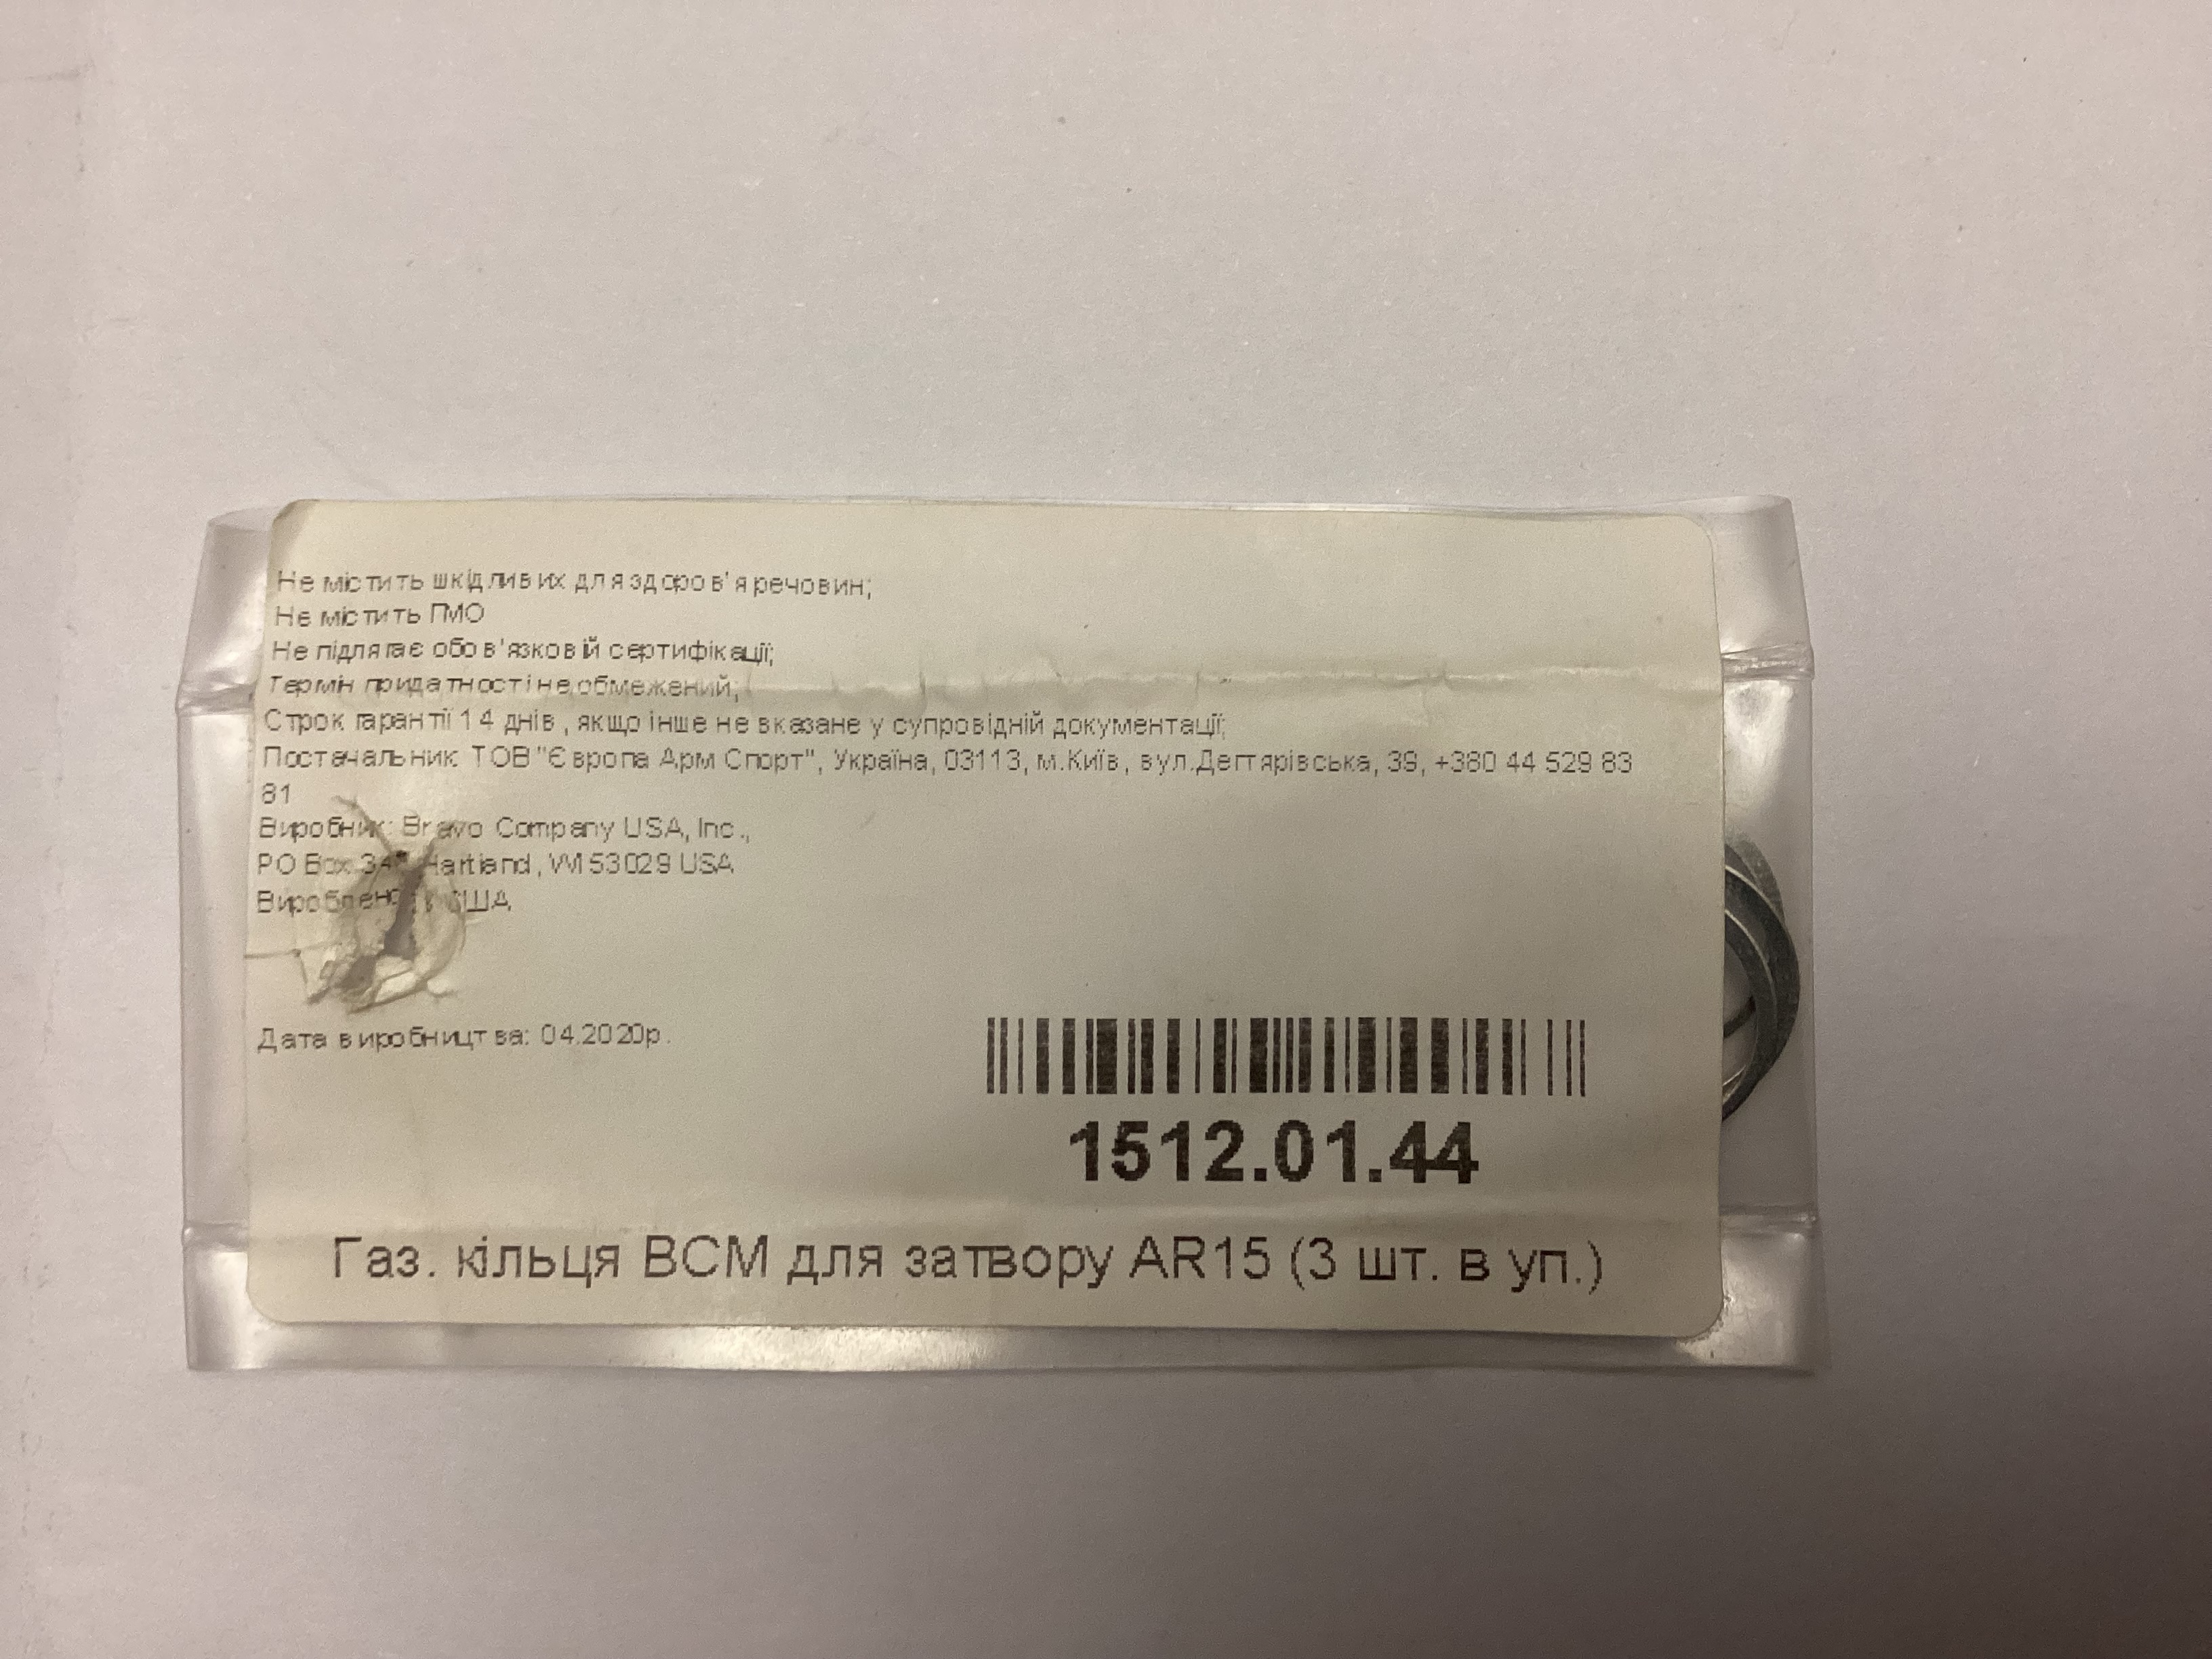 Не містить шкідливих для здоров'я речовин;
Не містить ГМО
Не підлягає обов'язковій сертифікації;
Термін придатності не обмежений;
Строк гарантії 14 днів, якщо інше не вказане у супровідній документації;
Постачальник: ТОВ "Європа Арм Спорт", Україна, 03113, м.Київ, вул.Дегтярівська, 39, +380 44 529 83
81
Виробник: Bravo Company USA, Inc.,
PO Box Hartland, WI 53029 USA
Вироблено в США
Дата виробництва: 04.2020р.
1512.01.44
Газ. кільця BCM для затвору AR15 (3 шт. в уп.)